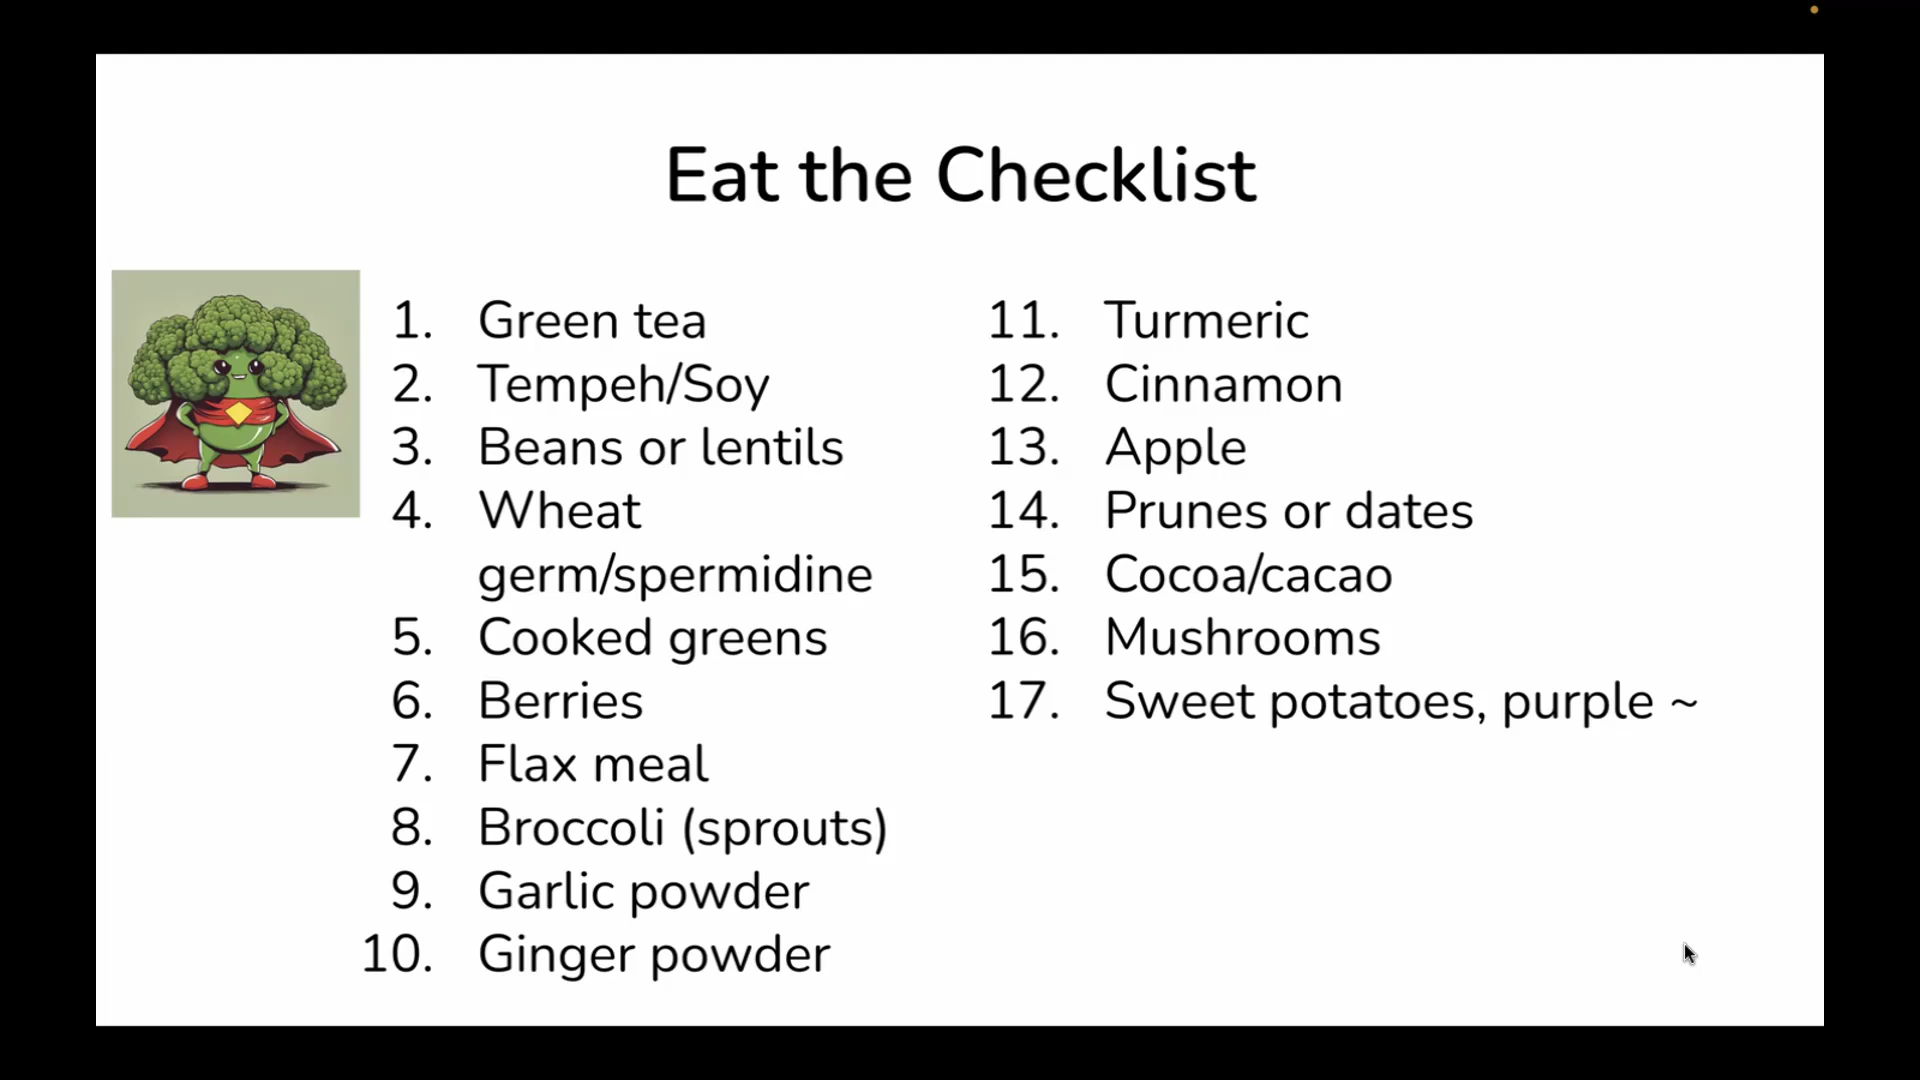 Eat the Checklist
1. Green tea
2. Tempeh/Soy
3. Beans or lentils
4. Wheat
germ/spermidine
5. Cooked greens
6. Berries
7. Flax meal
8. Broccoli (sprouts)
9. Garlic powder
10. Ginger powder
11. Turmeric
12. Cinnamon
13. Apple
14. Prunes or dates
15. Cocoa/cacao
16. Mushrooms
17. Sweet potatoes, purple ~